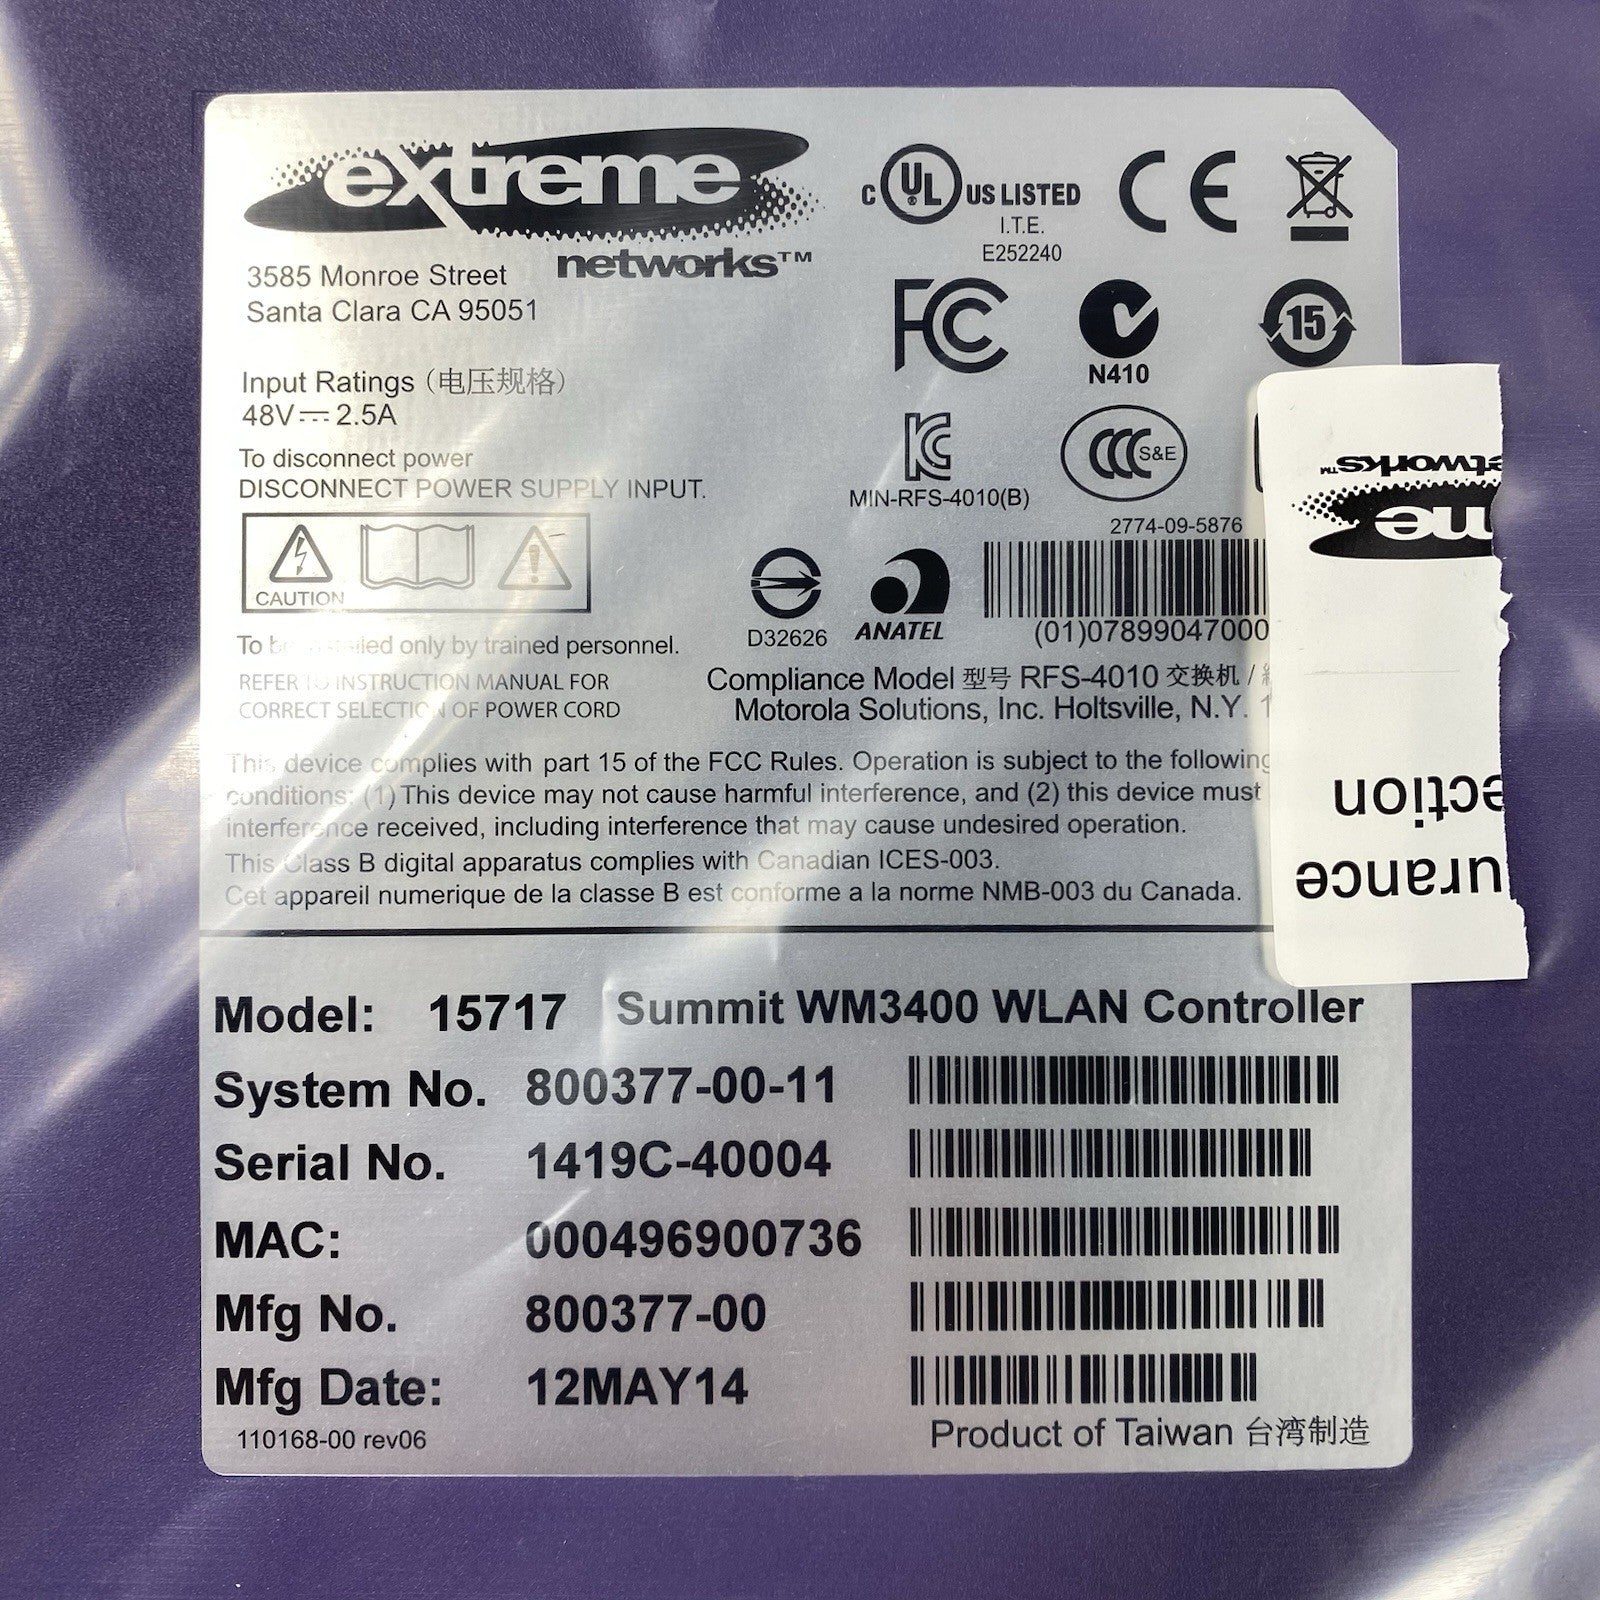 extreme
networks™
3585 Monroe Street
Santa Clara CA 95051
Input Ratings (电压规格)
48V⎓2.5A
To disconnect power
DISCONNECT POWER SUPPLY INPUT.
CAUTION
To be installed only by trained personnel.
REFER TO INSTRUCTION MANUAL FOR
CORRECT SELECTION OF POWER CORD
C UL US LISTED
I.T.E.
E252240
CE
FC
N410
15
KC
MIN-RFS-4010(B)
CCC S&E
2774-09-5876
D32626
ANATEL
(01)07899047000
Compliance Model 型号 RFS-4010 交换机 /
Motorola Solutions, Inc. Holtsville, N.Y. 1
This device complies with part 15 of the FCC Rules. Operation is subject to the following
conditions: (1) This device may not cause harmful interference, and (2) this device must
interference received, including interference that may cause undesired operation.
This Class B digital apparatus complies with Canadian ICES-003.
Cet appareil numerique de la classe B est conforme a la norme NMB-003 du Canada.
Model: 15717 Summit WM3400 WLAN Controller
System No. 800377-00-11
Serial No. 1419C-40004
MAC: 000496900736
Mfg No. 800377-00
Mfg Date: 12MAY14
110168-00 rev06
Product of Taiwan 台湾制造
urance
ection
me
etworks™